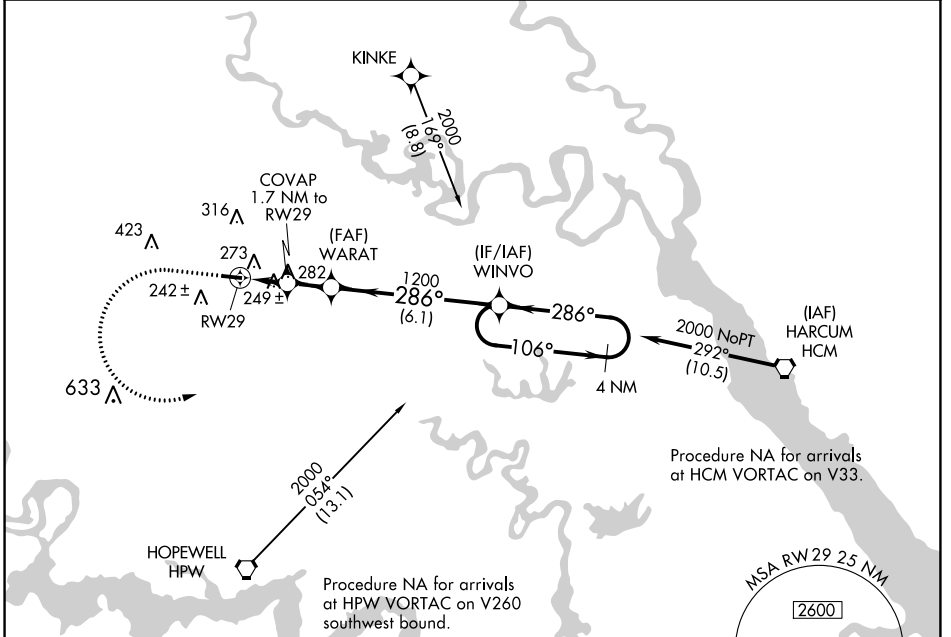 KINKE
2000
169°
(8.8)
COVAP
1.7 NM to
RW29
316
423
(FAF)
WARAT
(IF/IAF)
WINVO
273
282
1200
286°
(6.1)
286°
242 ±
249 ±
RW29
106°
4 NM
2000 NoPT
292°
(10.5)
(IAF)
HARCUM
HCM
633
Procedure NA for arrivals
at HCM VORTAC on V33.
2000
054°
(13.1)
HOPEWELL
HPW
Procedure NA for arrivals
at HPW VORTAC on V260
southwest bound.
MSA RW 29 25 NM
2600